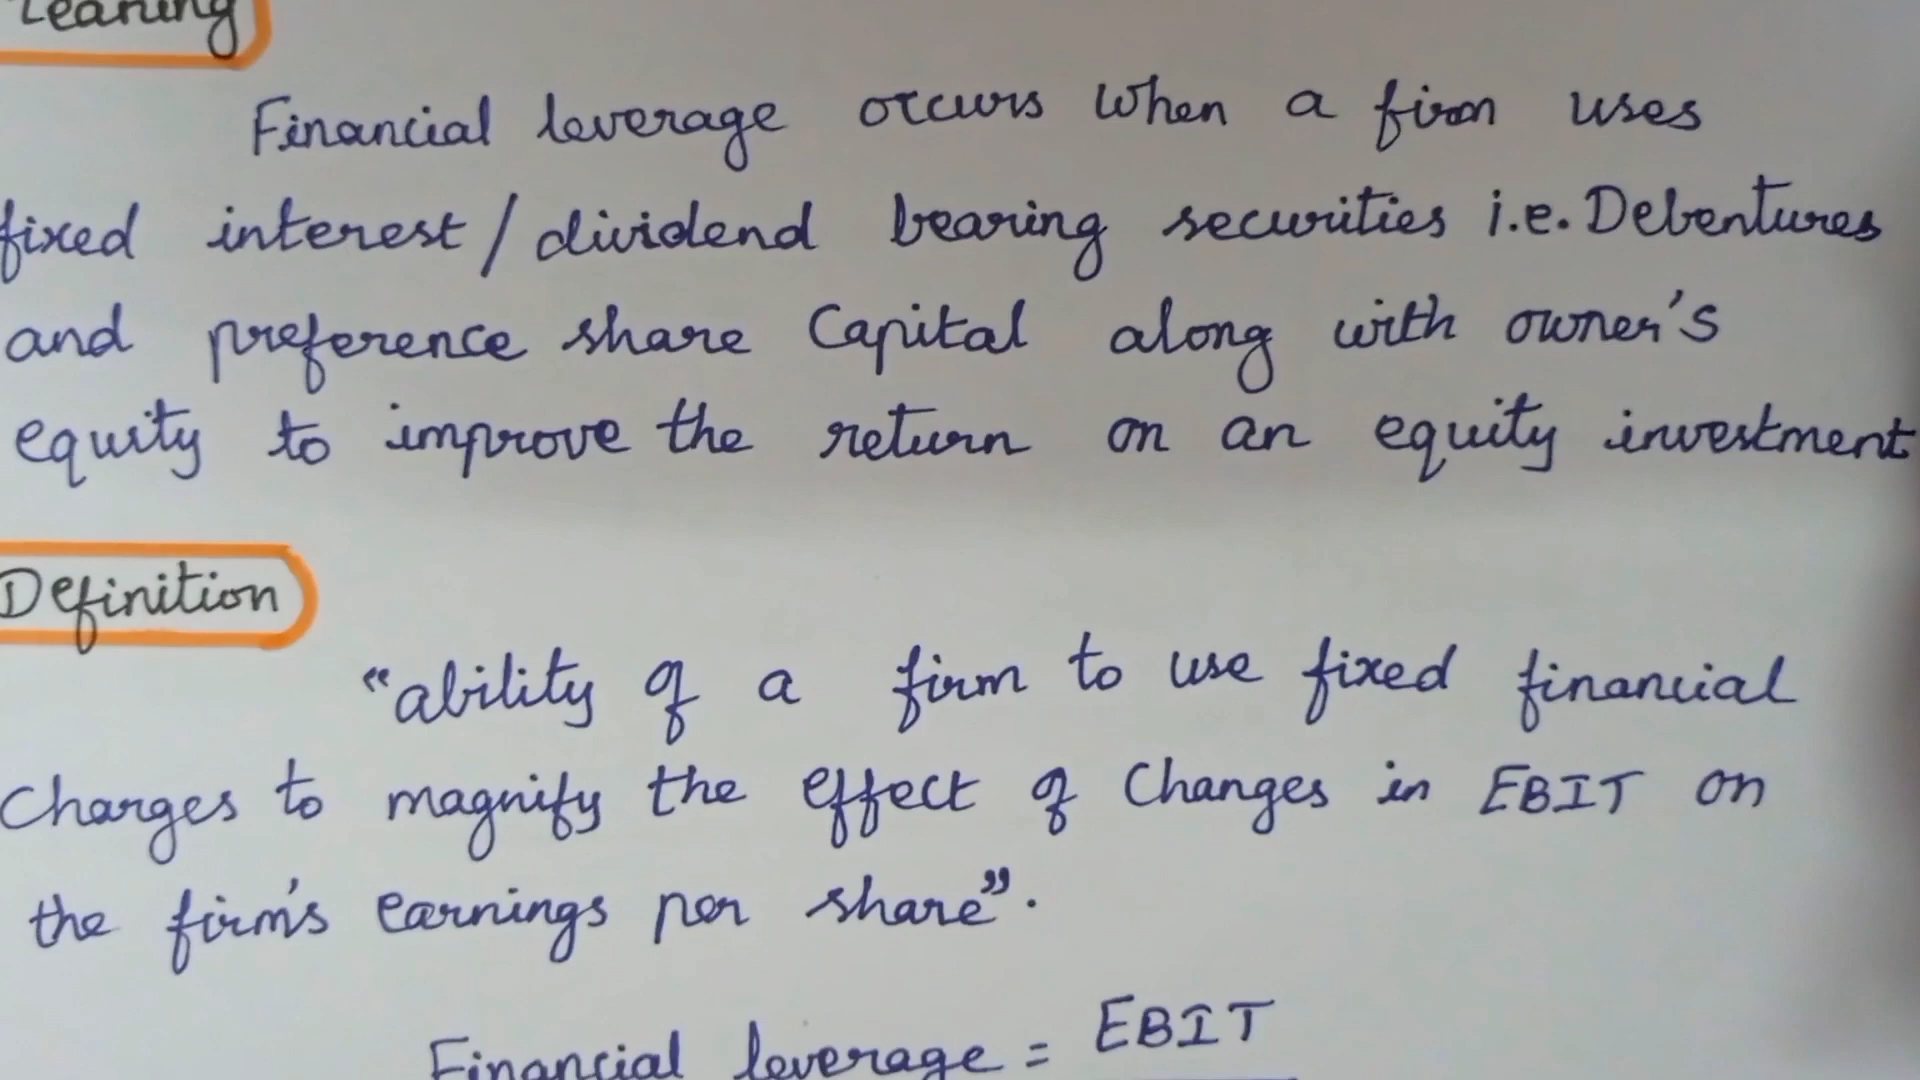 Financial leverage occurs when a firm uses
fixed interest / dividend bearing securities i.e. Debentures
and preference share Capital along with owner's
equity to improve the return on an equity investment
Definition
"ability of a firm to use fixed financial
Charges to magnify the effect of Changes in EBIT on
the firm's earnings per share".
Financial leverage = EBIT